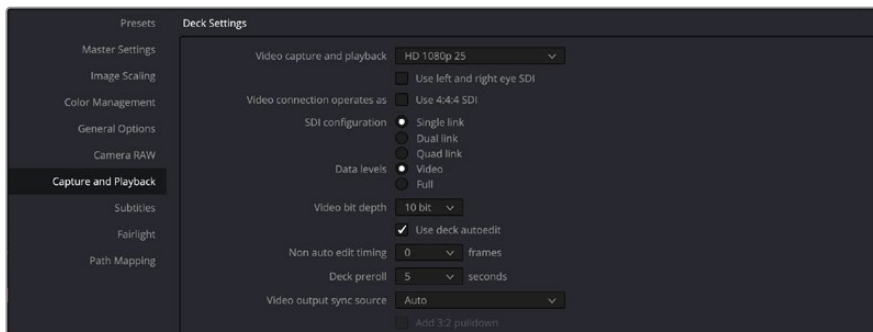 Presets
Master Settings
Image Scaling
Color Management
General Options
Camera RAW
Capture and Playback
Subtitles
Fairlight
Path Mapping
Deck Settings
Video capture and playback HD 1080p 25
Use left and right eye SDI
Video connection operates as Use 4:4:4 SDI
SDI configuration Single link
Dual link
Quad link
Data levels Video
Full
Video bit depth 10 bit
Use deck autoedit
Non auto edit timing 0 frames
Deck preroll 5 seconds
Video output sync source Auto
Add 3:2 pulldown